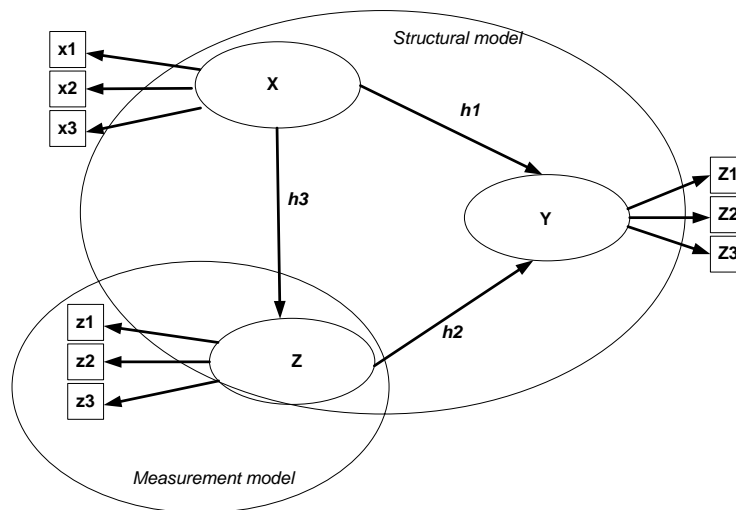 Structural model
x1
x2
x3
X
h1
h3
Z1
Z2
Z3
Y
z1
z2
z3
Z
h2
Measurement model